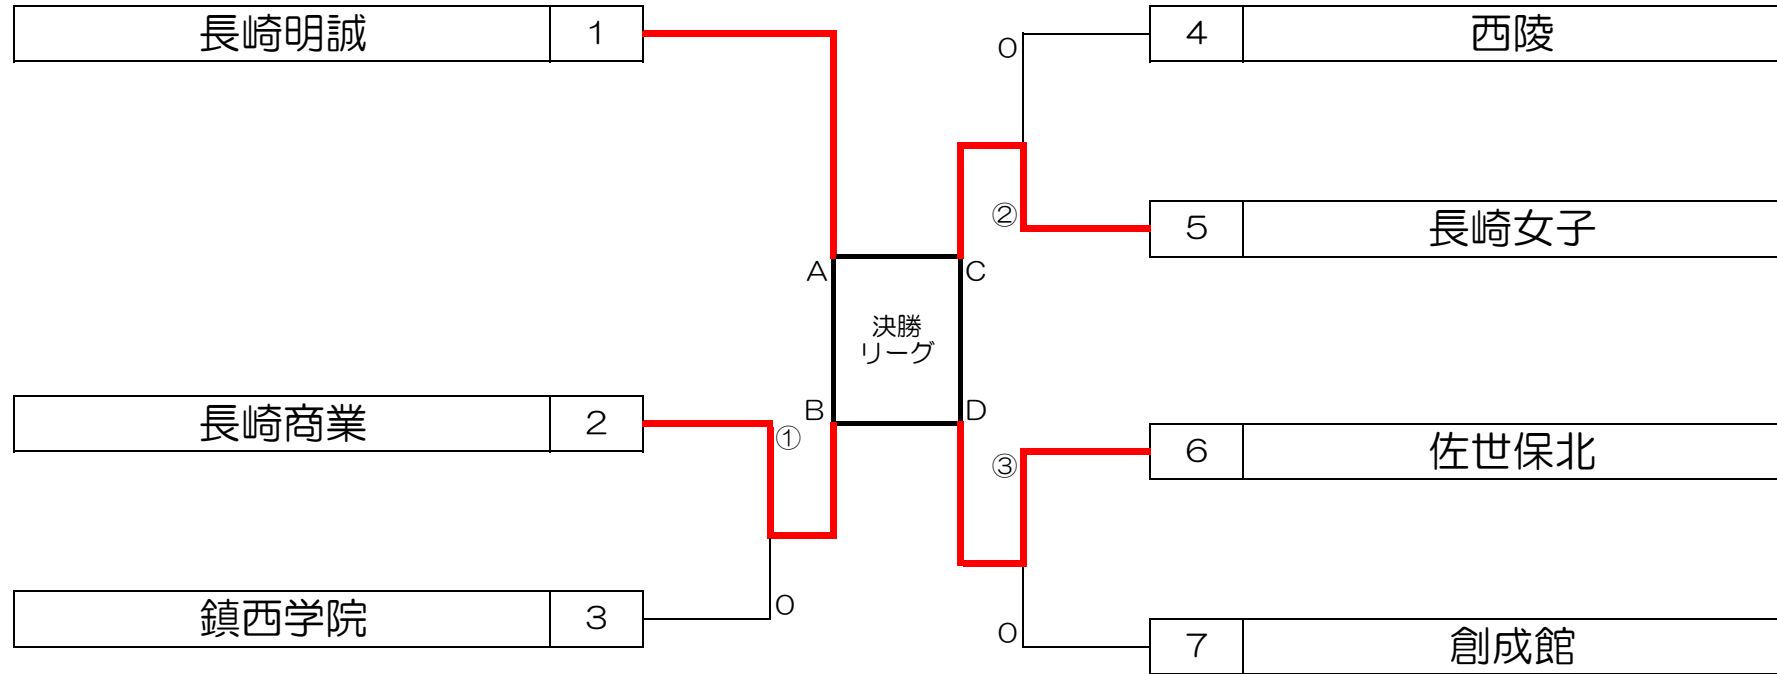 長崎明誠 1
0 4 西陵
② 5 長崎女子
A C
決勝
リーグ
B D
長崎商業 2
①
③ 6 佐世保北
鎮西学院 3
0
0 7 創成館